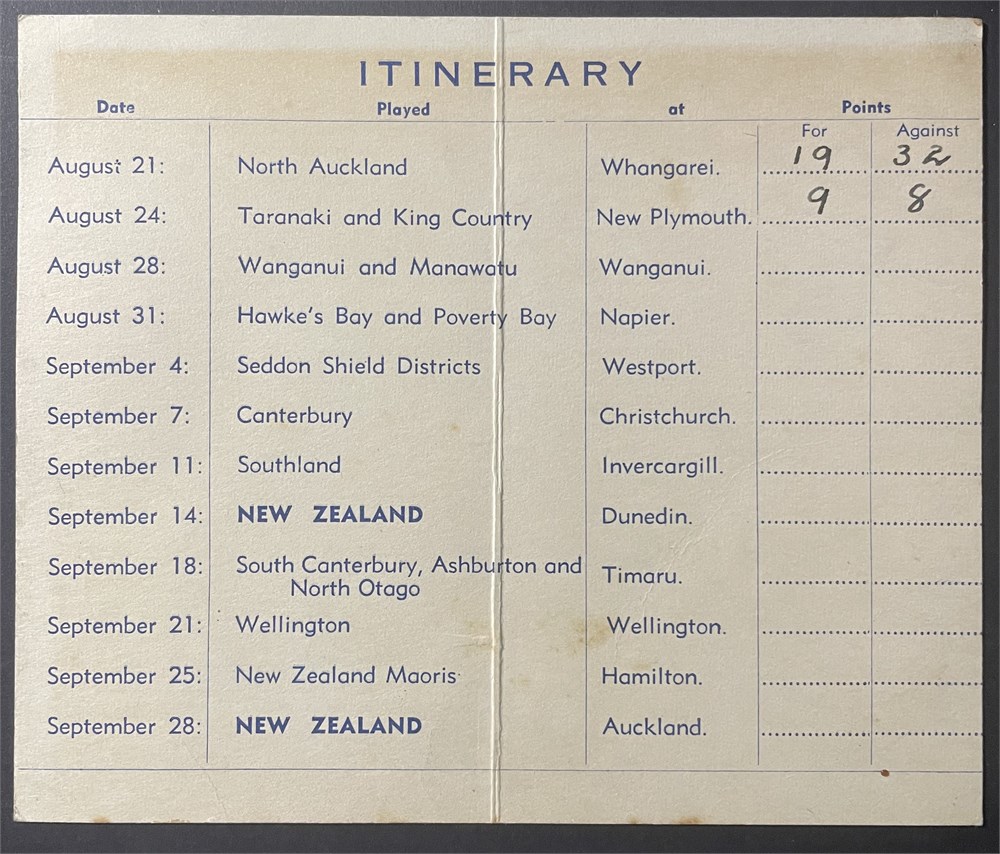 ITINERARY
Date Played at Points
For Against
August 21: North Auckland Whangarei. 19 32
August 24: Taranaki and King Country New Plymouth. 9 8
August 28: Wanganui and Manawatu Wanganui.
August 31: Hawke's Bay and Poverty Bay Napier.
September 4: Seddon Shield Districts Westport.
September 7: Canterbury Christchurch.
September 11: Southland Invercargill.
September 14: NEW ZEALAND Dunedin.
September 18: South Canterbury, Ashburton and
North Otago Timaru.
September 21: Wellington Wellington.
September 25: New Zealand Maoris Hamilton.
September 28: NEW ZEALAND Auckland.